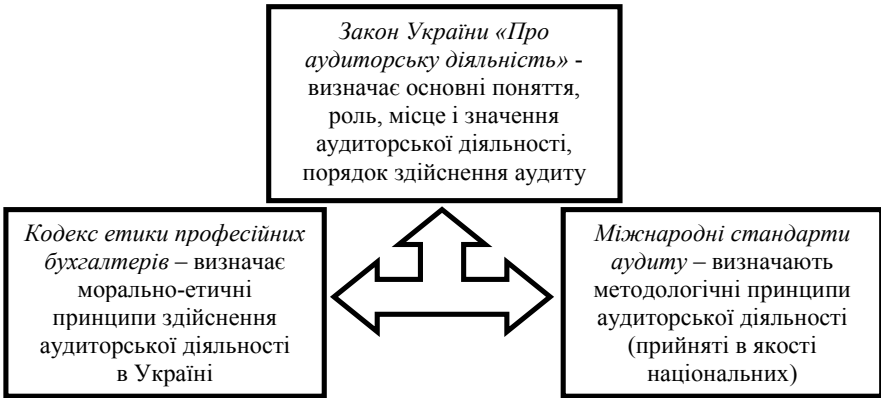 Закон України «Про
аудиторську діяльність» -
визначає основні поняття,
роль, місце і значення
аудиторської діяльності,
порядок здійснення аудиту
Кодекс етики професійних
бухгалтерів – визначає
морально-етичні
принципи здійснення
аудиторської діяльності
в Україні
Міжнародні стандарти
аудиту – визначають
методологічні принципи
аудиторської діяльності
(прийняті в якості
національних)